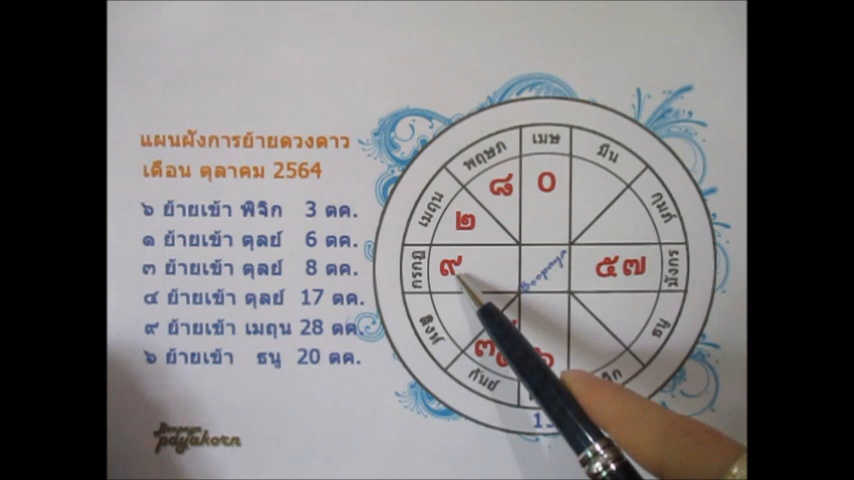 แผนผังการย้ายดวงดาว
เดือน ตุลาคม 2564
๖ ย้ายเข้า พิจิก 3 ตค.
๑ ย้ายเข้า ตุลย์ 6 ตค.
๓ ย้ายเข้า ตุลย์ 8 ตค.
๔ ย้ายเข้า ตุลย์ 17 ตค.
๙ ย้ายเข้า เมถุน 28 ตค.
๖ ย้ายเข้า ธนู 20 ตค.
เมษ
พฤษภ
มีน
เมถุน
กุมภ์
กรกฎ
มังกร
สิงห์
ธนู
กันย์
๘
๐
๒
๙
๕๗
๓
๖
Boopaya
Boopaya
payakorn